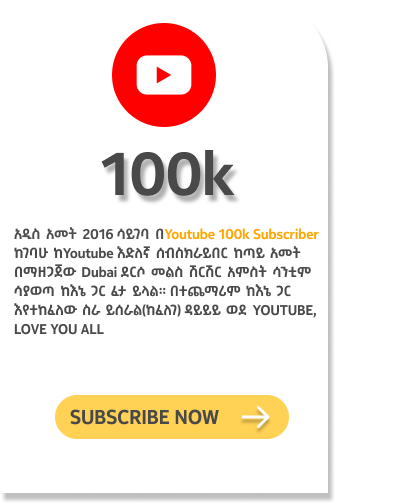 100k
አዲስ አመት 2016 ሳይገባ በYoutube 100k Subscriber
ከገባሁ ከYoutube እድለኛ ሰብስክራይበር ከጣይ አመት
በማዘጋጀው Dubai ደርሶ መልስ ሽርሽር አምስት ሳንቲም
ሳያወጣ ከእኔ ጋር ፈታ ይላል። በተጨማሪም ከእኔ ጋር
እየተከፈለው ስራ ይሰራል(ከፈለገ) ዳይይይ ወደ YOUTUBE,
LOVE YOU ALL
SUBSCRIBE NOW